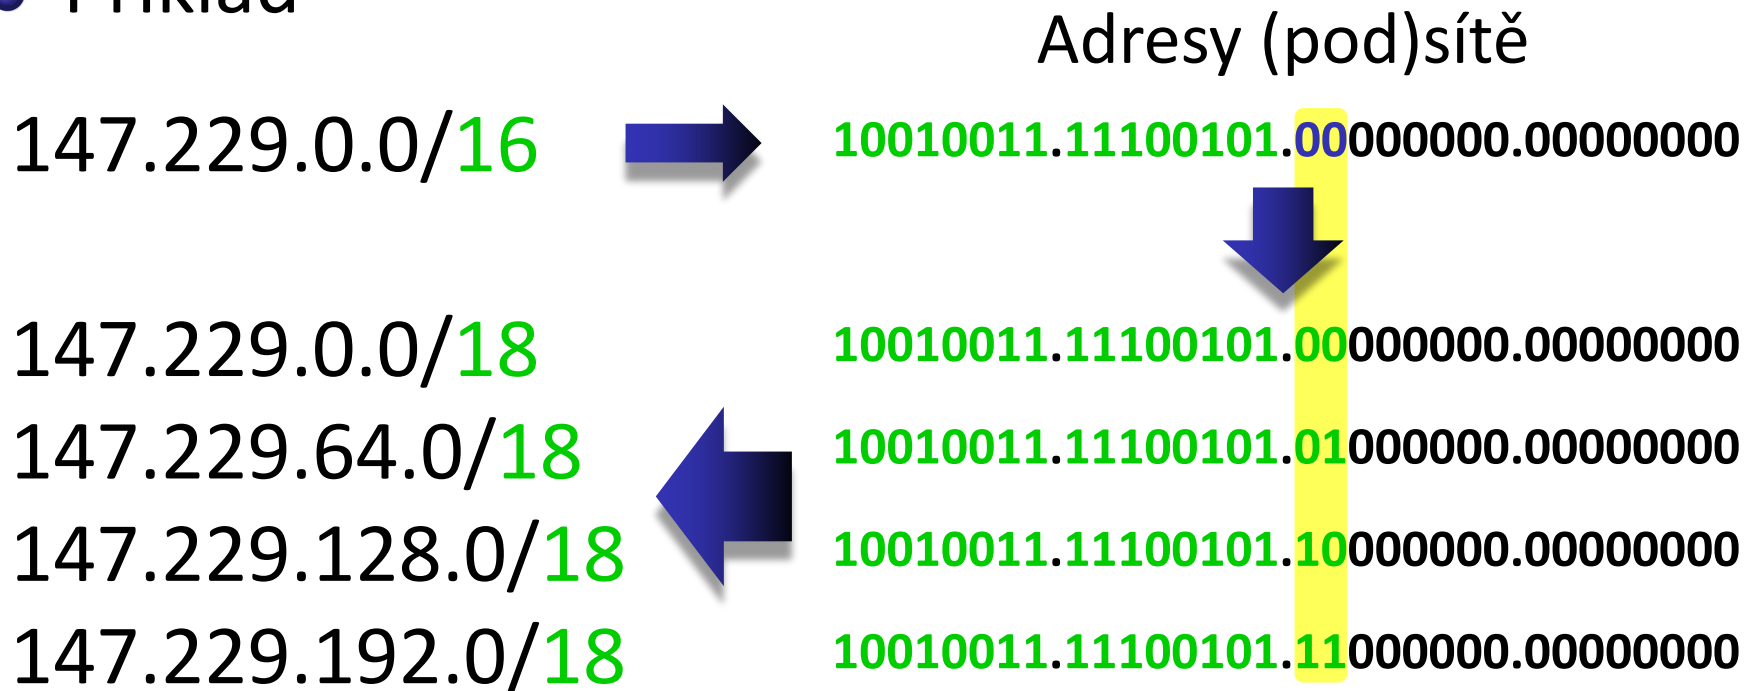 Příklad
Adresy (pod)sítě
147.229.0.0/16 10010011.11100101.00000000.00000000
147.229.0.0/18 10010011.11100101.00000000.00000000
147.229.64.0/18 10010011.11100101.01000000.00000000
147.229.128.0/18 10010011.11100101.10000000.00000000
147.229.192.0/18 10010011.11100101.11000000.00000000